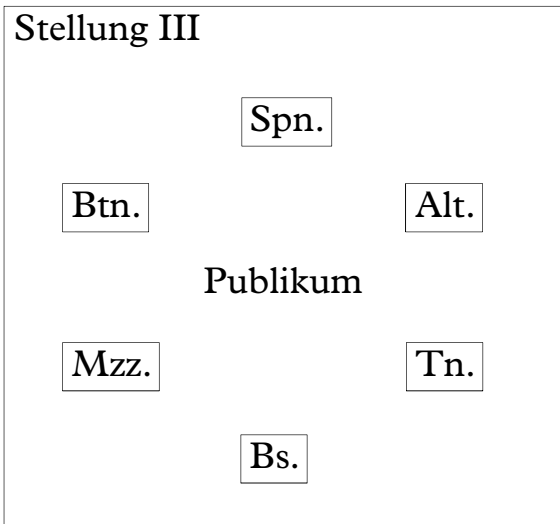 Stellung III
Spn.
Btn.
Alt.
Publikum
Mzz.
Tn.
Bs.